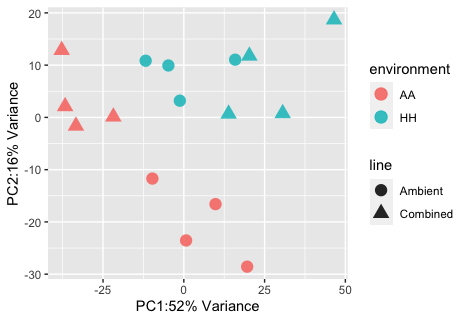 20
10
0
-10
-20
-30
PC2:16% Variance
-25
0
25
50
PC1:52% Variance
environment
AA
HH
line
Ambient
Combined